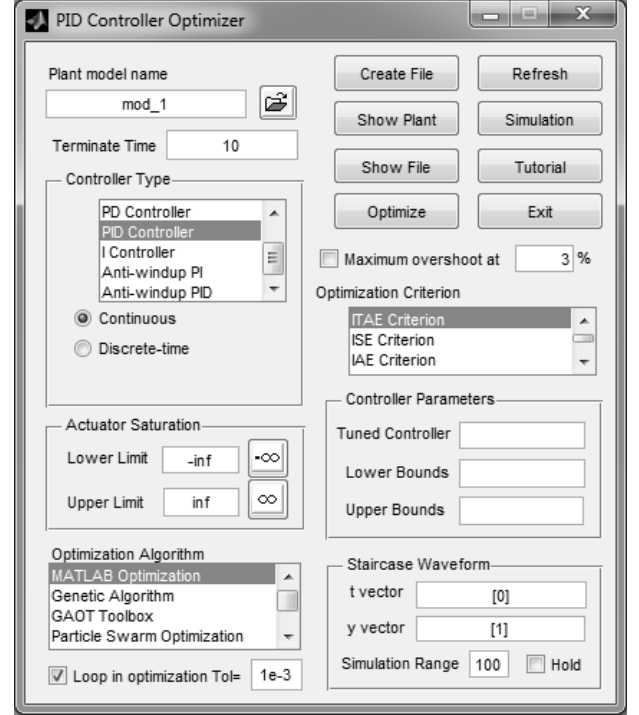 PID Controller Optimizer
Plant model name
mod_1
Terminate Time 10
Create File Refresh
Show Plant Simulation
Show File Tutorial
Optimize Exit
Controller Type
PD Controller
PID Controller
I Controller
Anti-windup PI
Anti-windup PID
Continuous
Discrete-time
Maximum overshoot at 3 %
Optimization Criterion
ITAE Criterion
ISE Criterion
IAE Criterion
Actuator Saturation
Lower Limit -inf -∞
Upper Limit inf ∞
Controller Parameters
Tuned Controller
Lower Bounds
Upper Bounds
Optimization Algorithm
MATLAB Optimization
Genetic Algorithm
GAOT Toolbox
Particle Swarm Optimization
Loop in optimization Tol= 1e-3
Staircase Waveform
t vector [0]
y vector [1]
Simulation Range 100 Hold